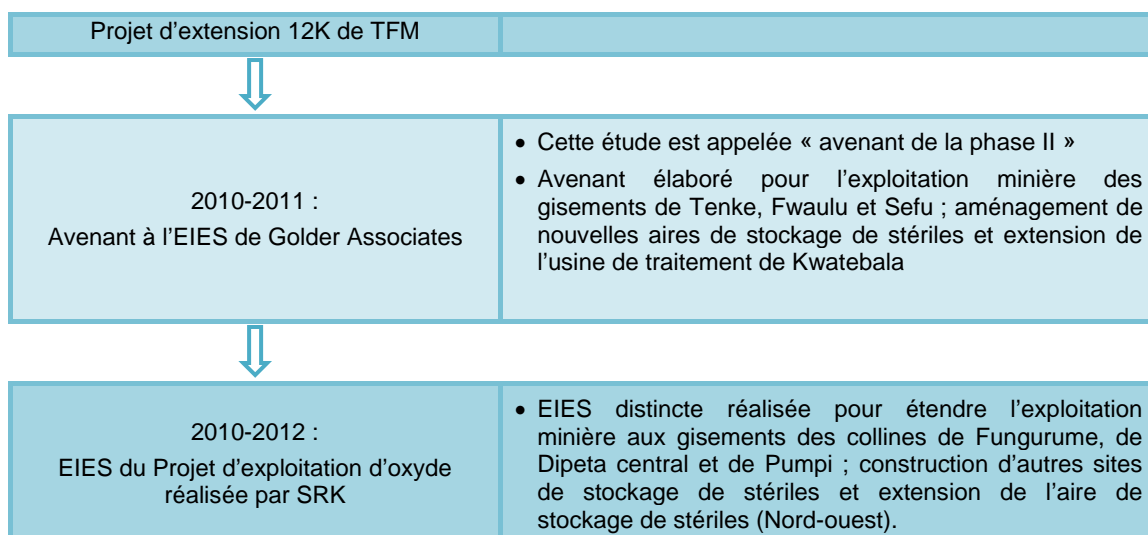 Projet d'extension 12K de TFM
2010-2011 :
Avenant à l'EIES de Golder Associates
• Cette étude est appelée « avenant de la phase II »
• Avenant élaboré pour l'exploitation minière des
gisements de Tenke, Fwaulu et Sefu ; aménagement de
nouvelles aires de stockage de stériles et extension de
l'usine de traitement de Kwatebala
2010-2012 :
EIES du Projet d'exploitation d'oxyde
réalisée par SRK
• EIES distincte réalisée pour étendre l'exploitation
minière aux gisements des collines de Fungurume, de
Dipeta central et de Pumpi ; construction d'autres sites
de stockage de stériles et extension de l'aire de
stockage de stériles (Nord-ouest).